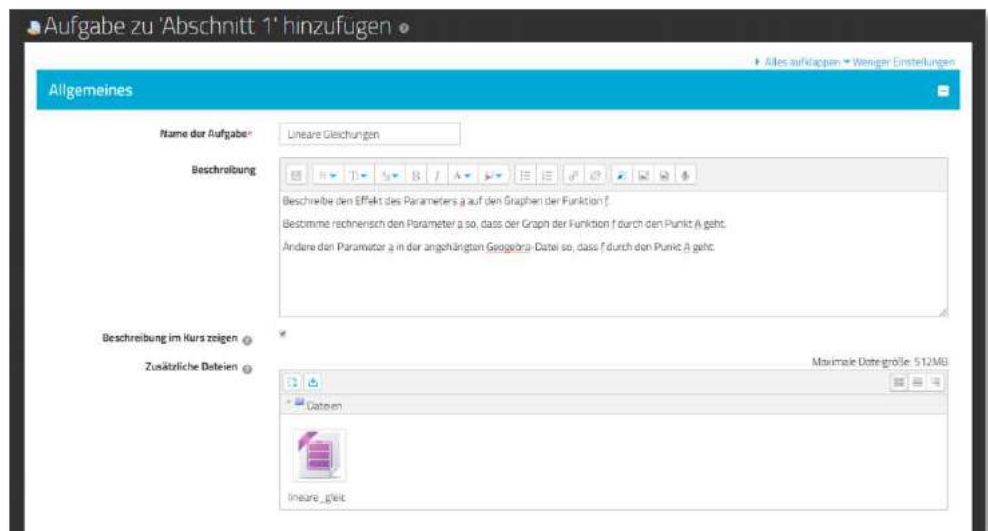 Aufgabe zu 'Abschnitt 1' hinzufügen
Alles aufklappen Weniger Einstellungen
Allgemeines
Name der Aufgabe*
Lineare Gleichungen
Beschreibung
Beschreibe den Effekt des Parameters a auf den Graphen der Funktion f.
Bestimme rechnerisch den Parameter a so, dass der Graph der Funktion f durch den Punkt A geht.
Ändere den Parameter a in der angehängten Geogebra-Datei so, dass f durch den Punkt A geht.
Beschreibung im Kurs zeigen
Zusätzliche Dateien
Maximale Dateigröße: 512MB
Dateien
lineare_gleic